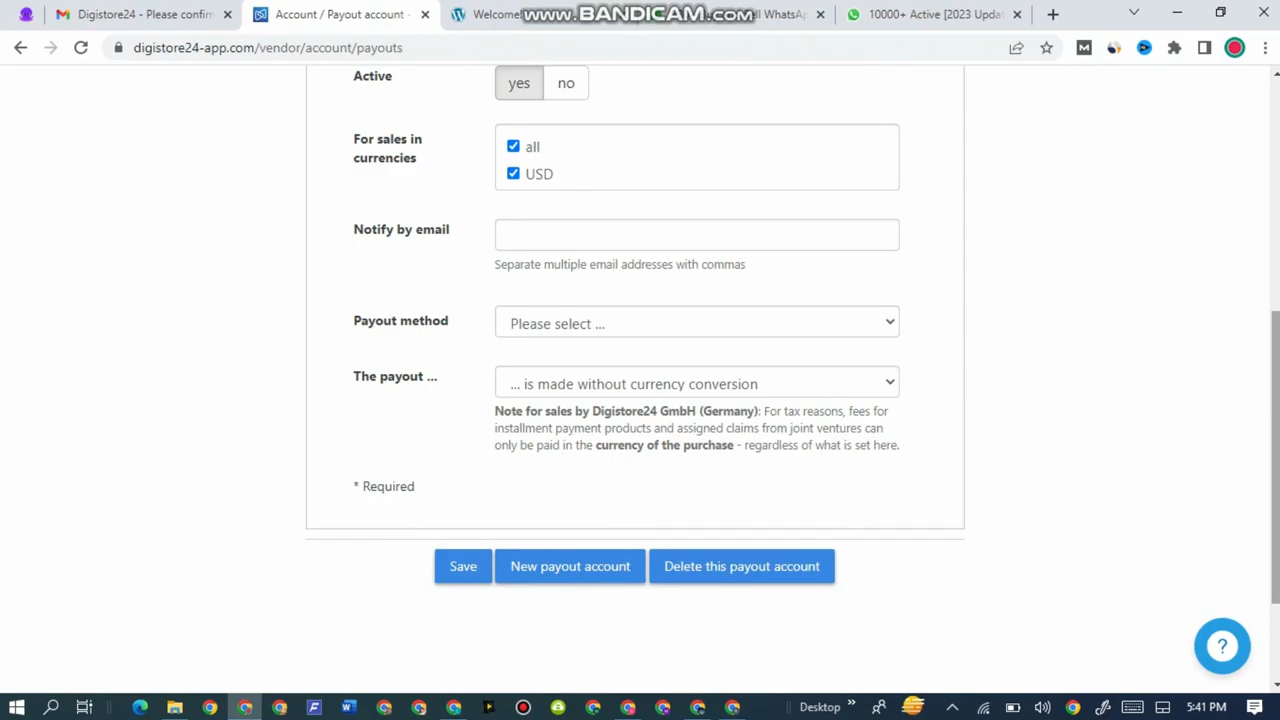 Digistore24 - Please confirm
Account / Payout account -
Welcome
www.BANDICAM.com
ll WhatsAp
10000+ Active [2023 Updat
digistore24-app.com/vendor/account/payouts
Active
yes
no
For sales in
currencies
all
USD
Notify by email
Separate multiple email addresses with commas
Payout method
Please select ...
The payout ...
... is made without currency conversion
Note for sales by Digistore24 GmbH (Germany): For tax reasons, fees for
installment payment products and assigned claims from joint ventures can
only be paid in the currency of the purchase - regardless of what is set here.
* Required
Save
New payout account
Delete this payout account
?
Desktop
5:41 PM